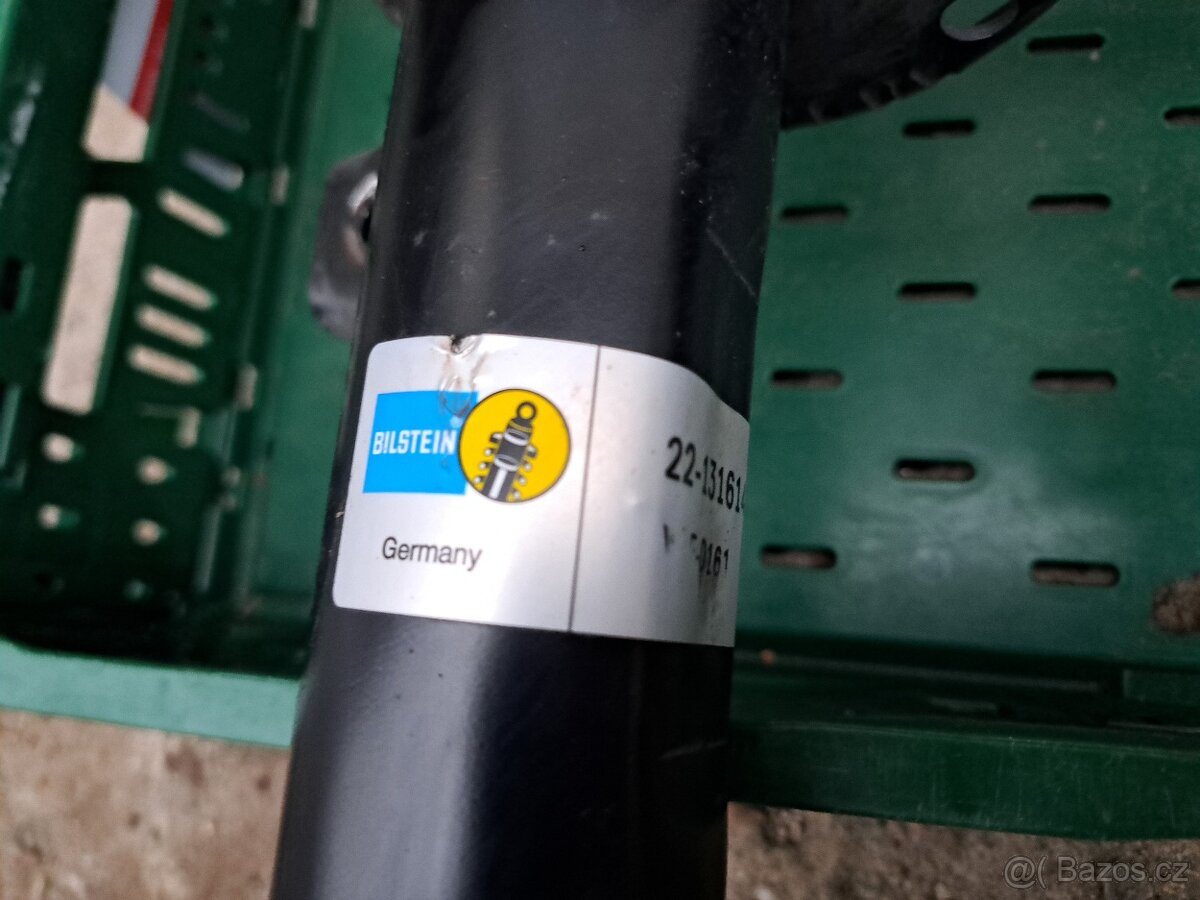 BILSTEIN
Germany
22-131614
@( Bazos.cz